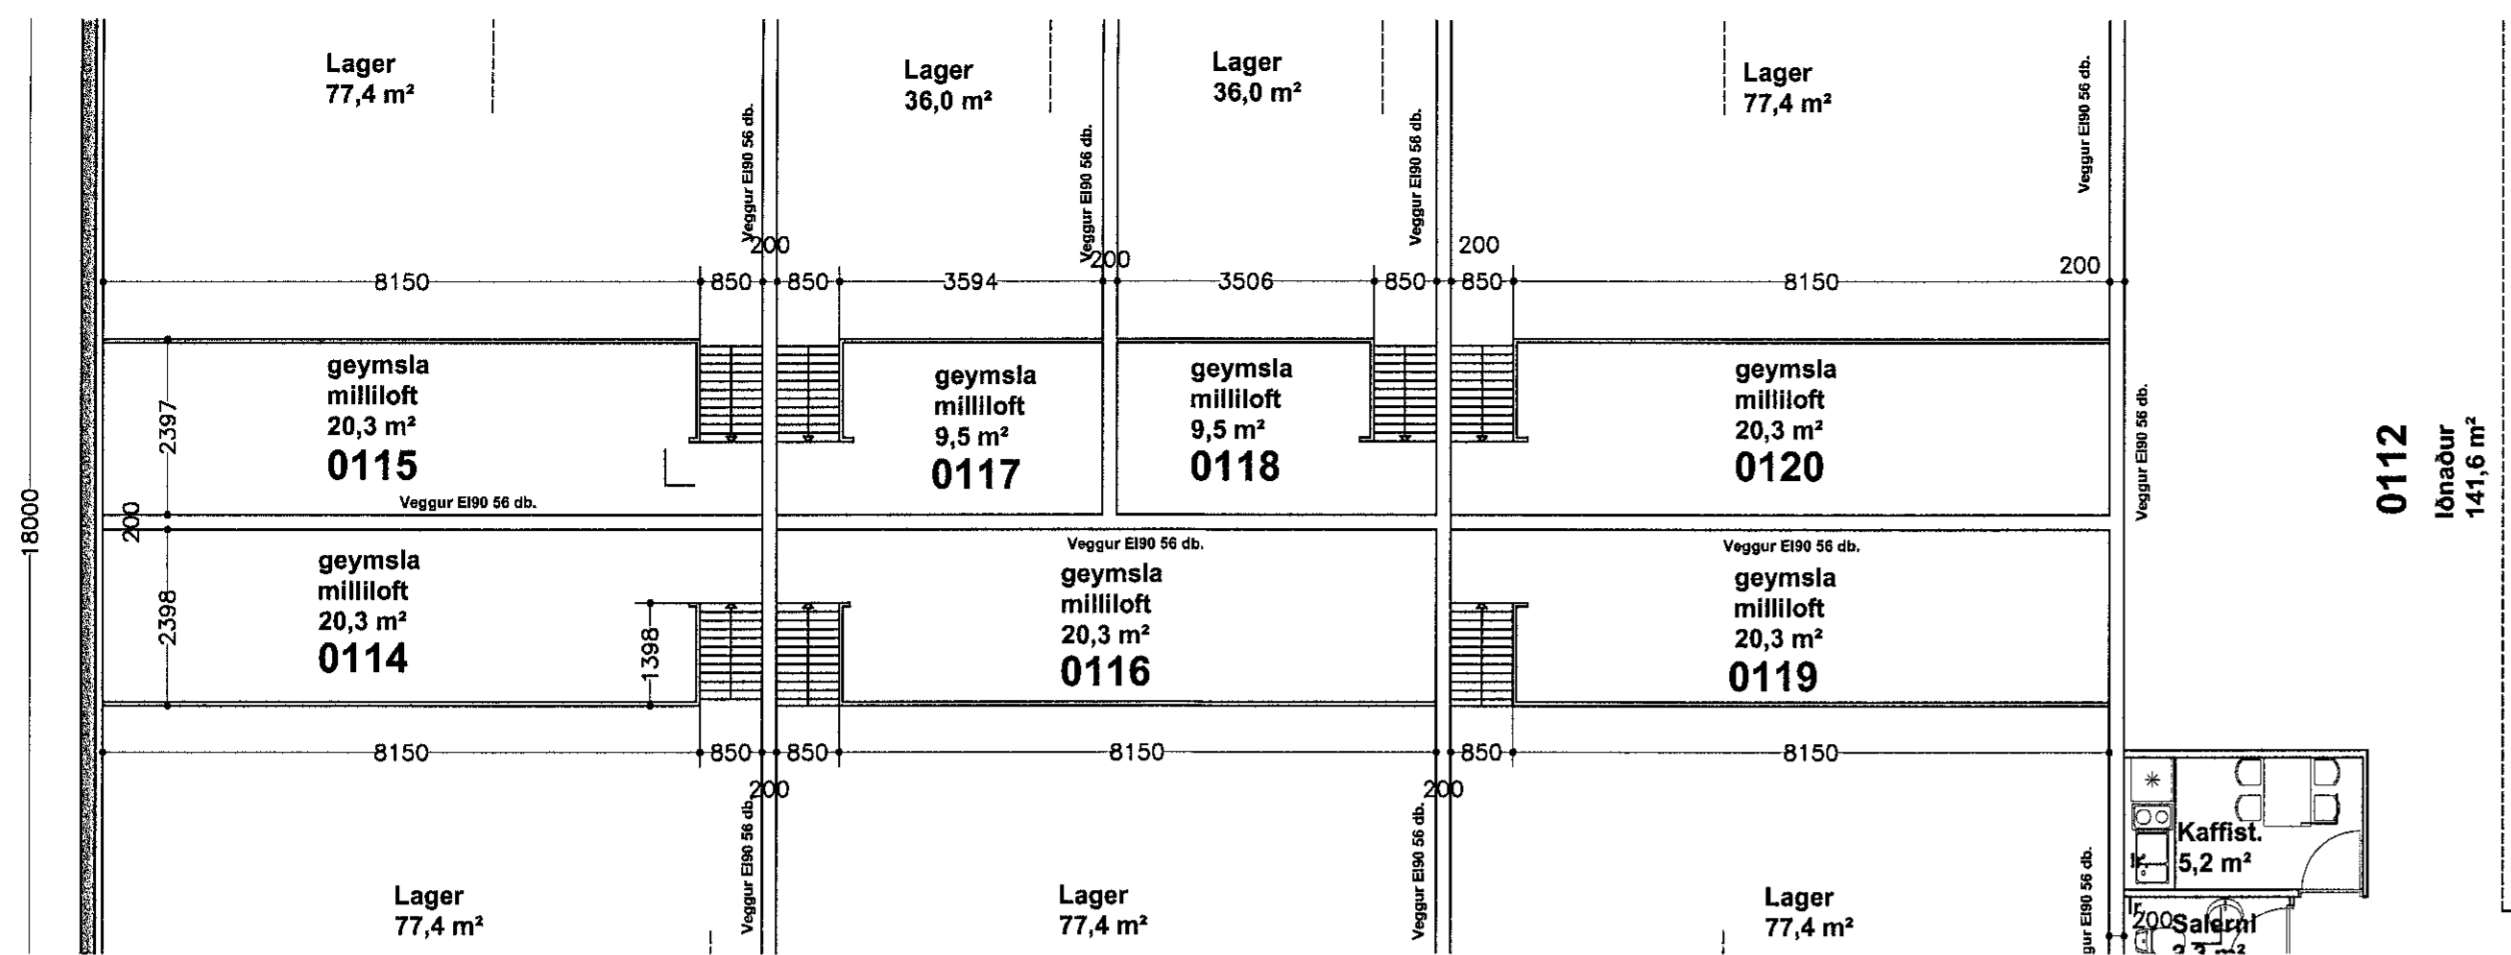 Lager
77,4 m²
Lager
36,0 m²
Lager
36,0 m²
Lager
77,4 m²
Veggur EI90 56 db.
Veggur EI90 56 db.
Veggur EI90 56 db.
Veggur EI90 56 db.
200
200
200
200
8150
850
850
3594
3506
850
850
8150
geymsla
milliloft
20,3 m²
0115
geymsla
milliloft
9,5 m²
0117
geymsla
milliloft
9,5 m²
0118
geymsla
milliloft
20,3 m²
0120
2397
Veggur EI90 56 db.
Veggur EI90 56 db.
0112
Iðnaður
141,6 m²
18000
200
Veggur EI90 56 db.
Veggur EI90 56 db.
geymsla
milliloft
20,3 m²
0114
geymsla
milliloft
20,3 m²
0116
geymsla
milliloft
20,3 m²
0119
2398
1398
8150
850
850
8150
850
8150
200
200
Veggur EI90 56 db.
Veggur EI90 56 db.
gur EI90 56 db.
Kaffist.
5,2 m²
Ir.
Lager
77,4 m²
Lager
77,4 m²
Lager
77,4 m²
Ir.
200
Salerni